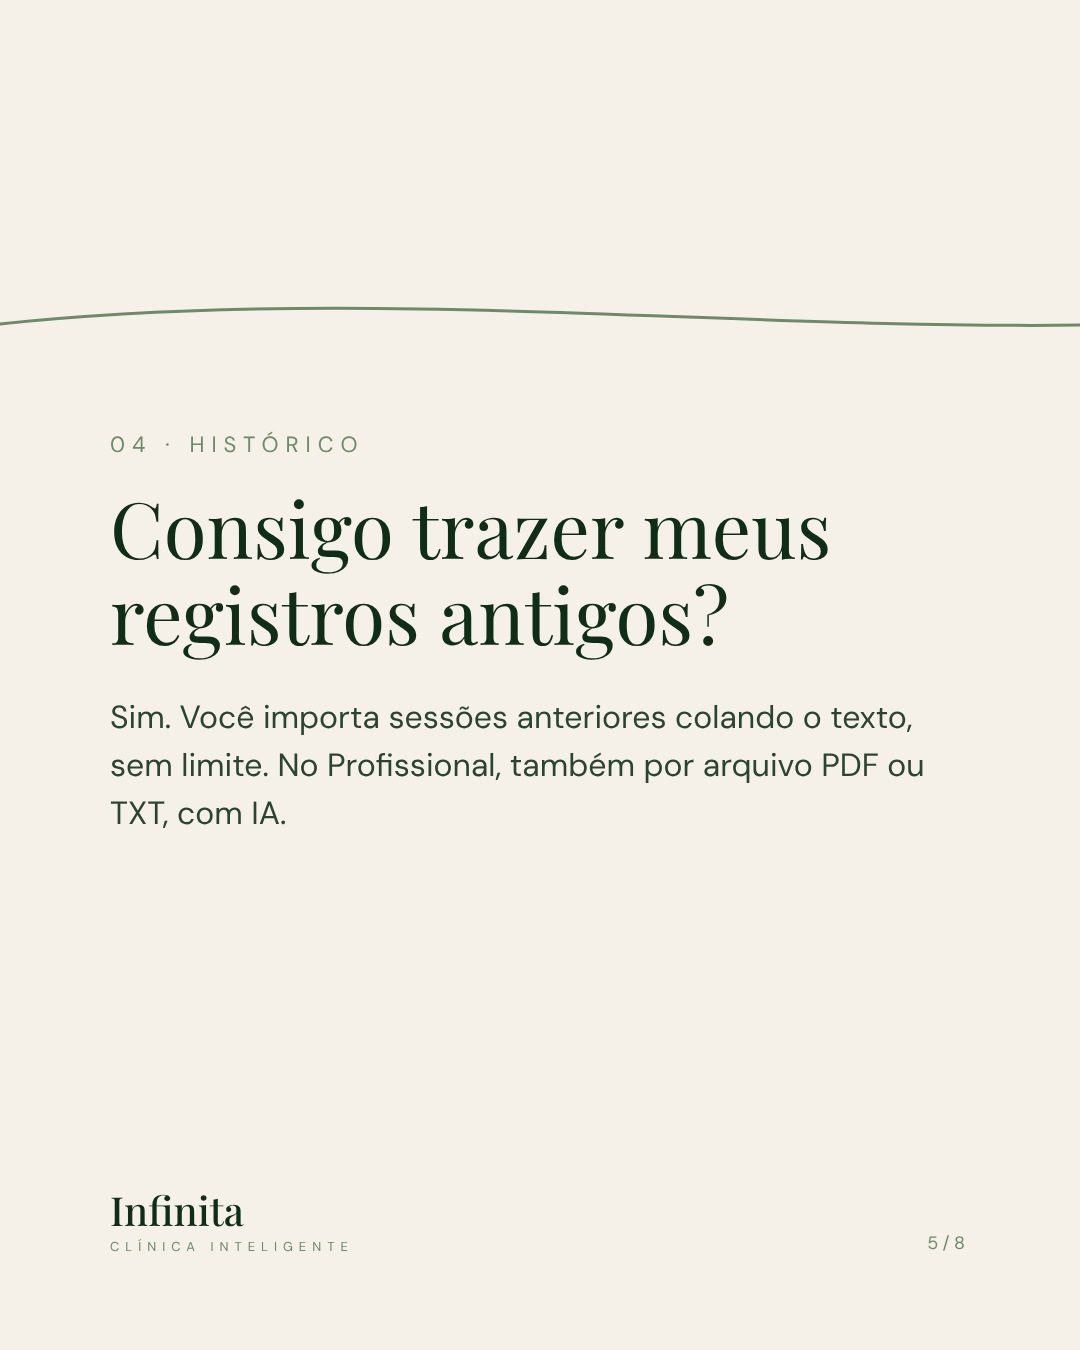 04 · HISTÓRICO
Consigo trazer meus
registros antigos?
Sim. Você importa sessões anteriores colando o texto,
sem limite. No Profissional, também por arquivo PDF ou
TXT, com IA.
Infinita
CLÍNICA INTELIGENTE
5/8